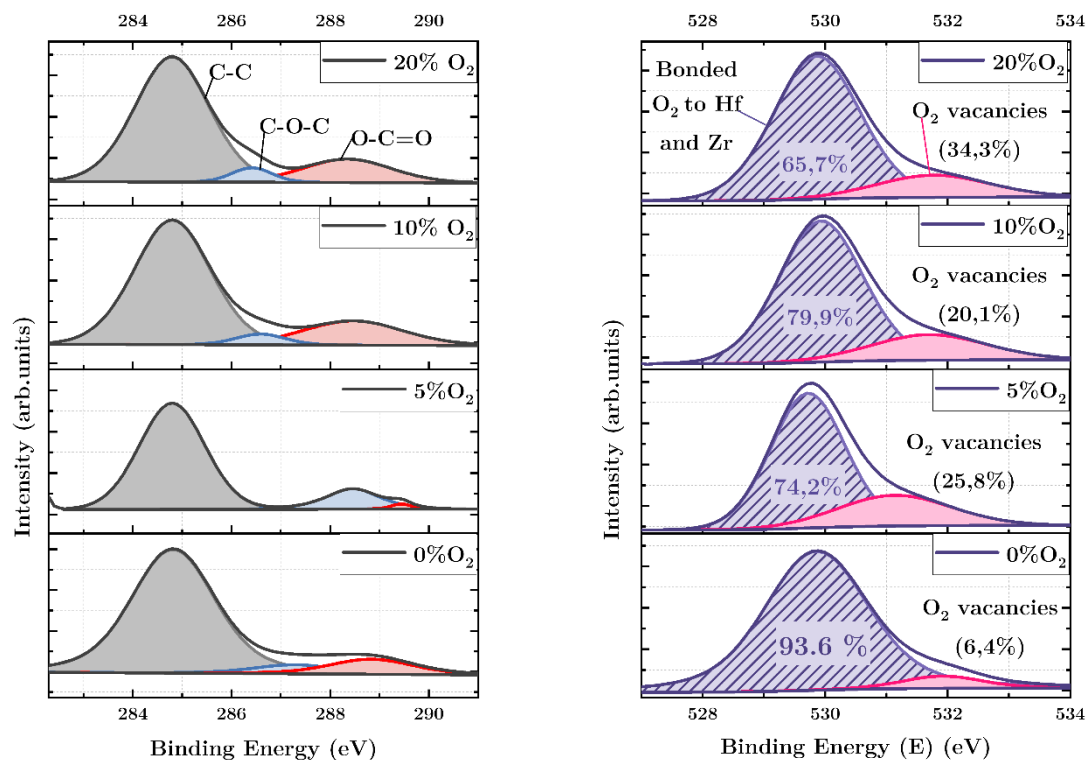 284 286 288 290
20% O₂
C-C
C-O-C
O-C=O
10% O₂
5%O₂
0%O₂
284 286 288 290
Binding Energy (eV)
Intensity (arb.units)
528 530 532 534
20%O₂
Bonded
O₂ to Hf
and Zr
65,7%
O₂ vacancies
(34,3%)
10%O₂
79,9%
O₂ vacancies
(20,1%)
5%O₂
74,2%
O₂ vacancies
(25,8%)
0%O₂
93.6 %
O₂ vacancies
(6,4%)
528 530 532 534
Binding Energy (E) (eV)
Intensity (arb.units)